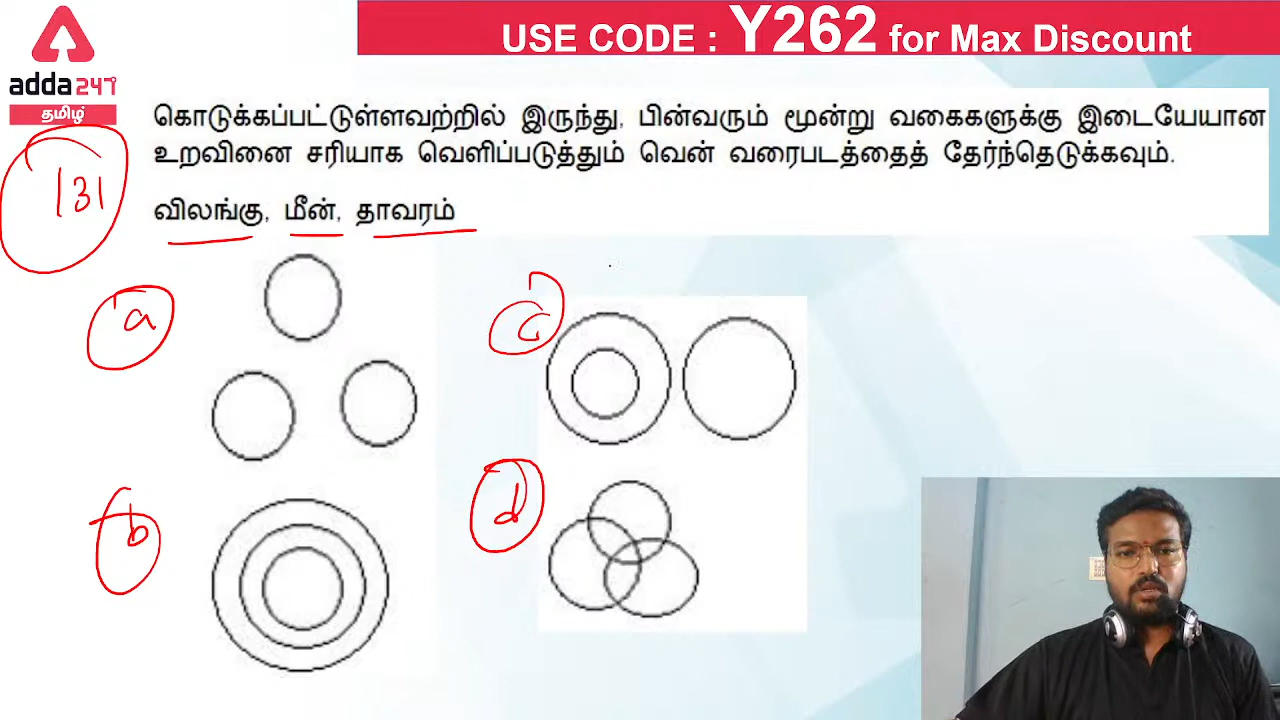 USE CODE : Y262 for Max Discount
adda247
தமிழ்
கொடுக்கப்பட்டுள்ளவற்றில் இருந்து, பின்வரும் மூன்று வகைகளுக்கு இடையேயான
உறவினை சரியாக வெளிப்படுத்தும் வென் வரைபடத்தைத் தேர்ந்தெடுக்கவும்.
131
விலங்கு, மீன், தாவரம்
a
c
b
d